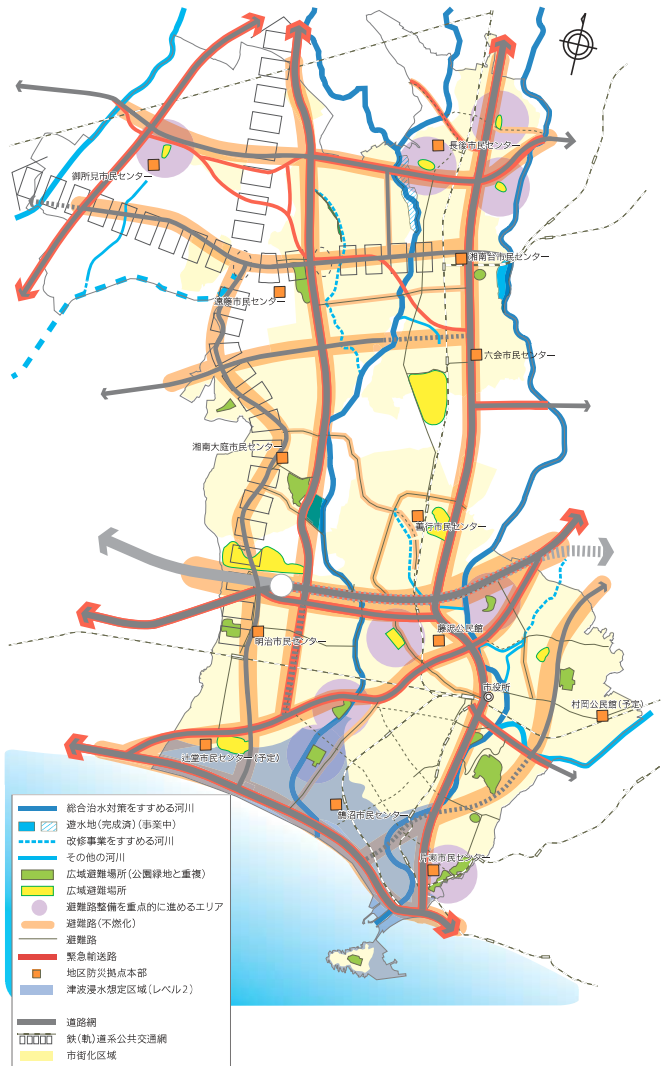 長後市民センター
御所見市民センター
湘南台市民センター
遠藤市民センター
六会市民センター
湘南大庭市民センター
善行市民センター
明治市民センター
藤沢公民館
市役所
村岡公民館(予定)
辻堂市民センター(予定)
鵠沼市民センター
片瀬市民センター
総合治水対策をすすめる河川
遊水地(完成済)(事業中)
改修事業をすすめる河川
その他の河川
広域避難場所(公園緑地と重複)
広域避難場所
避難路整備を重点的に進めるエリア
避難路(不燃化)
避難路
緊急輸送路
地区防災拠点本部
津波浸水想定区域(レベル2)
道路網
鉄(軌)道系公共交通網
市街化区域